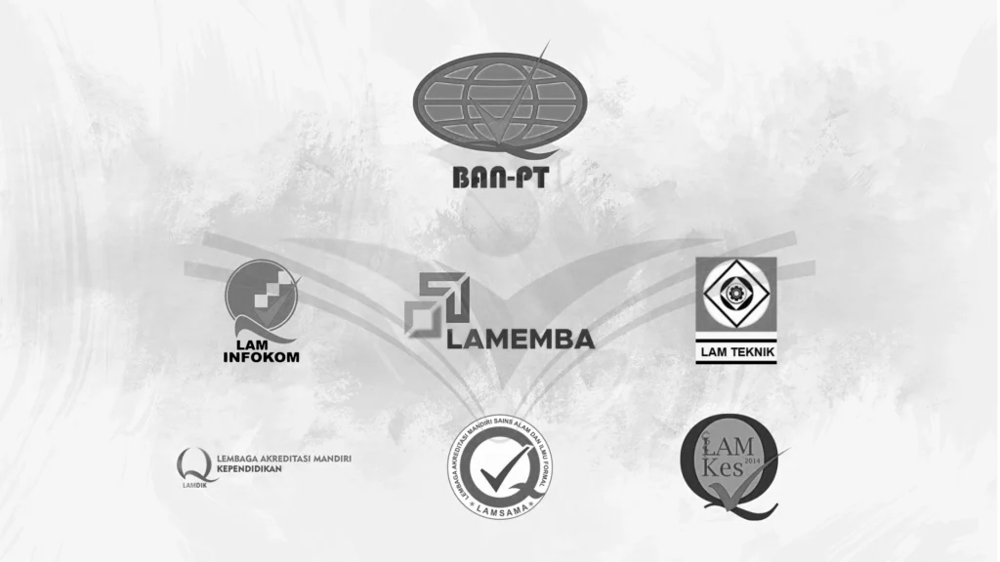 BAN-PT
LAM
INFOKOM
LAMEMBA
LAM TEKNIK
LAMDIK
LEMBAGA AKREDITASI MANDIRI
KEPENDIDIKAN
LEMBAGA AKREDITASI MANDIRI SAINS ALAM DAN ILMU FORMAL
LAMSAMA
LAM
Kes
2014